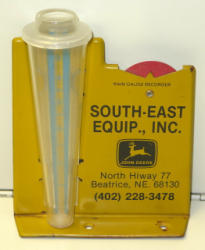 RAIN GAUGE RECORDER
SOUTH-EAST
EQUIP., INC.
JOHN DEERE
North Hiway 77
Beatrice, NE. 68130
(402) 228-3478